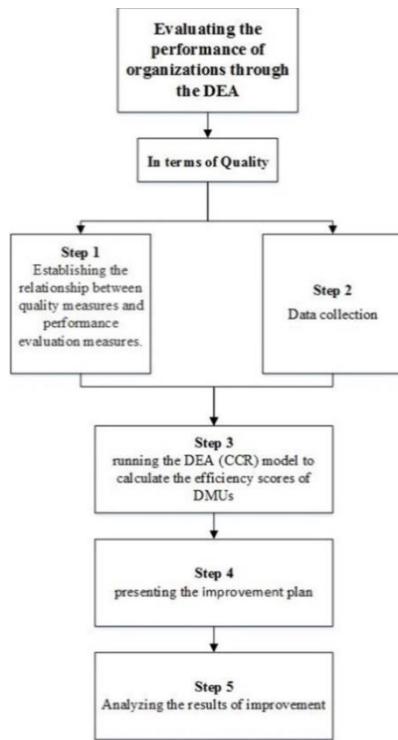 Evaluating the
performance of
organizations through
the DEA
In terms of Quality
Step 1
Establishing the
relationship between
quality measures and
performance
evaluation measures.
Step 2
Data collection
Step 3
running the DEA (CCR) model to
calculate the efficiency scores of
DMUs
Step 4
presenting the improvement plan
Step 5
Analyzing the results of improvement